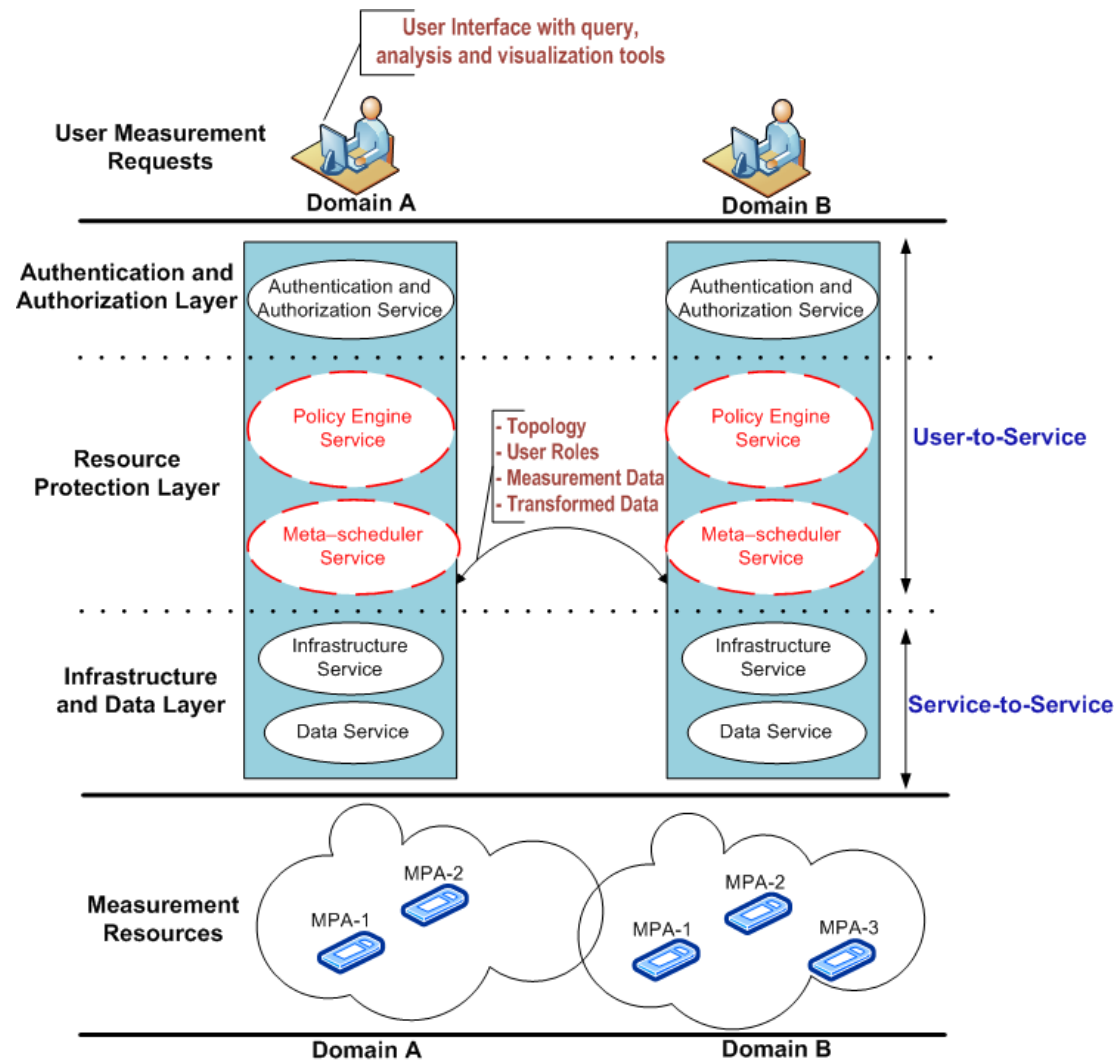 User Interface with query,
analysis and visualization tools
User Measurement
Requests
Domain A
Domain B
Authentication and
Authorization Layer
Authentication and
Authorization Service
Authentication and
Authorization Service
Resource
Protection Layer
Policy Engine
Service
- Topology
- User Roles
- Measurement Data
- Transformed Data
Policy Engine
Service
User-to-Service
Meta–scheduler
Service
Meta–scheduler
Service
Infrastructure
and Data Layer
Infrastructure
Service
Infrastructure
Service
Service-to-Service
Data Service
Data Service
Measurement
Resources
MPA-2
MPA-1
MPA-2
MPA-1
MPA-3
Domain A
Domain B